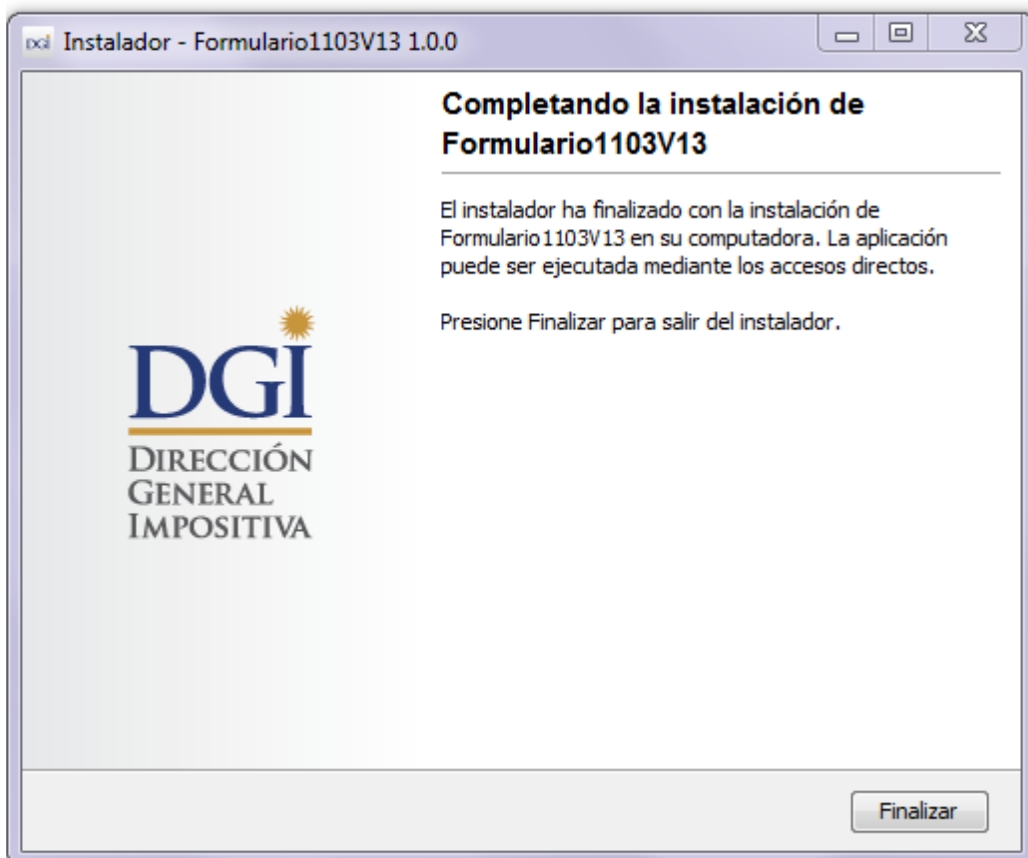 DGI Instalador - Formulario1103V13 1.0.0
Completando la instalación de
Formulario1103V13
El instalador ha finalizado con la instalación de
Formulario1103V13 en su computadora. La aplicación
puede ser ejecutada mediante los accesos directos.
Presione Finalizar para salir del instalador.
DGI
DIRECCIÓN
GENERAL
IMPOSITIVA
Finalizar